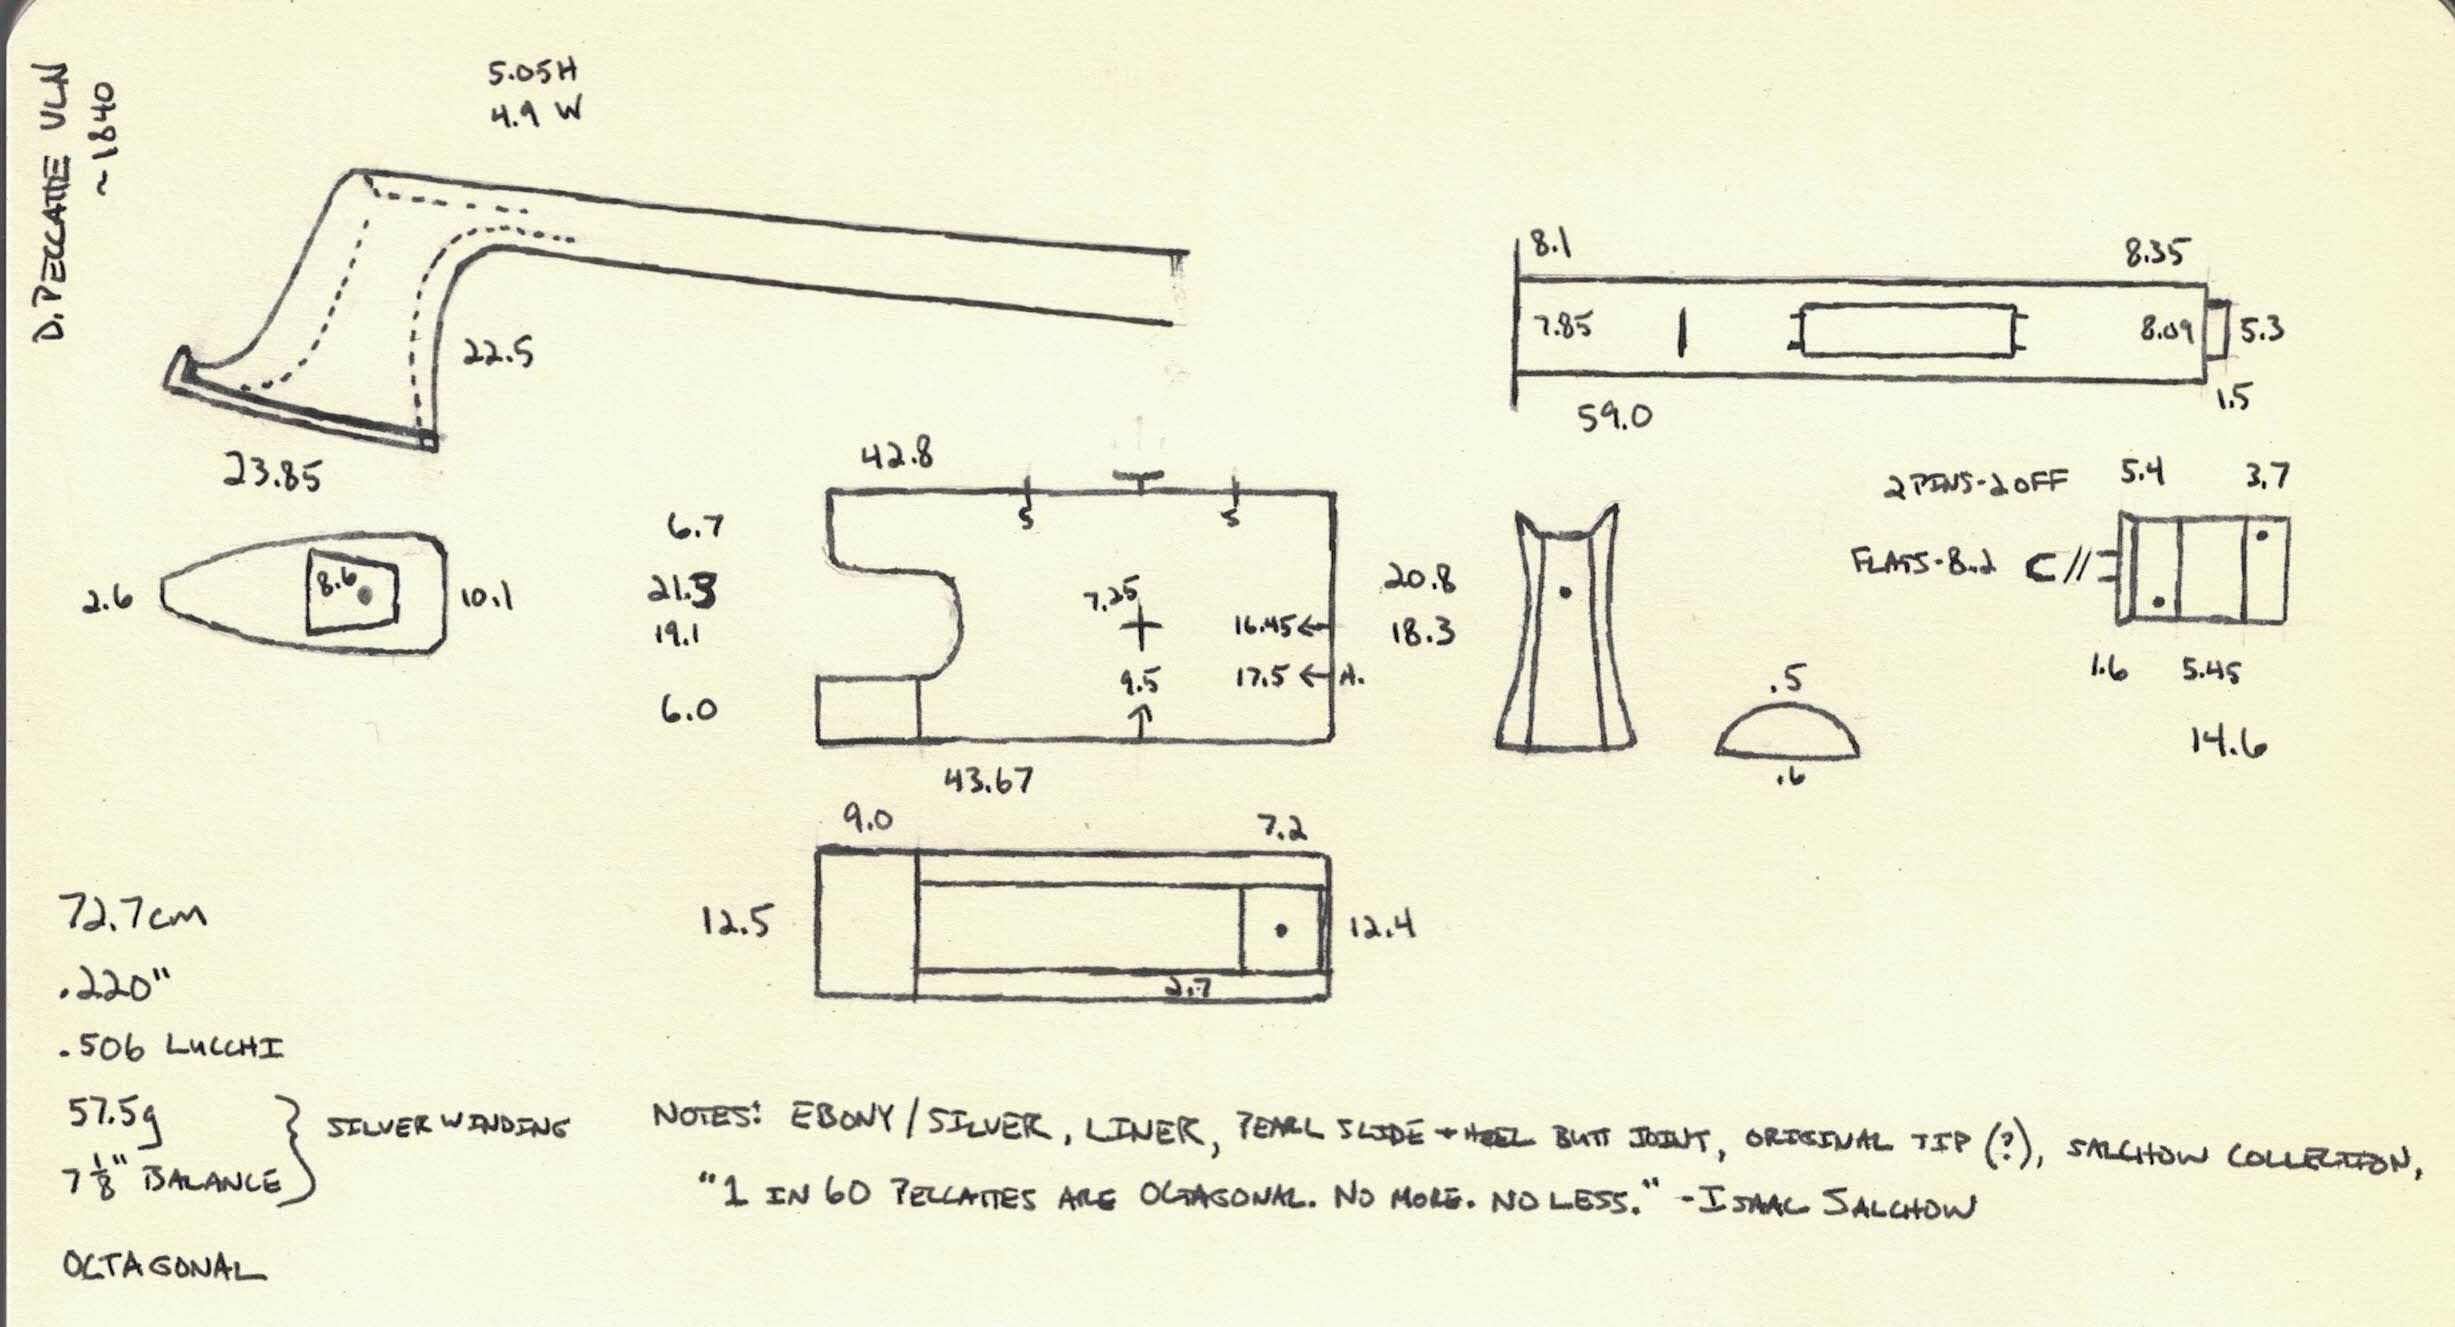 D. PECCATTE VLN
~1840
5.05H
4.9 W
22.5
23.85
8.1
8.35
7.85
8.09
5.3
1.5
59.0
2.6
8.6
10.1
42.8
5
5
6.7
21.3
19.1
6.0
7.25
9.5
16.45←
17.5← A.
20.8
18.3
43.67
.5
.6
2 PINS-2 OFF
5.4
3.7
FLATS-8.2
C //
1.6
5.45
14.6
9.0
7.2
12.5
12.4
2.7
72.7cm
.220"
.506 LUCCHI
57.5g
7 1/8" BALANCE
SILVER WINDING
OCTAGONAL
NOTES: EBONY/SILVER, LINER, PEARL SLIDE + HEEL BUTT JOINT, ORIGINAL TIP (?), SALCHOW COLLECTION,
"1 IN 60 PECCATTES ARE OCTAGONAL. NO MORE. NO LESS." - ISAAC SALCHOW